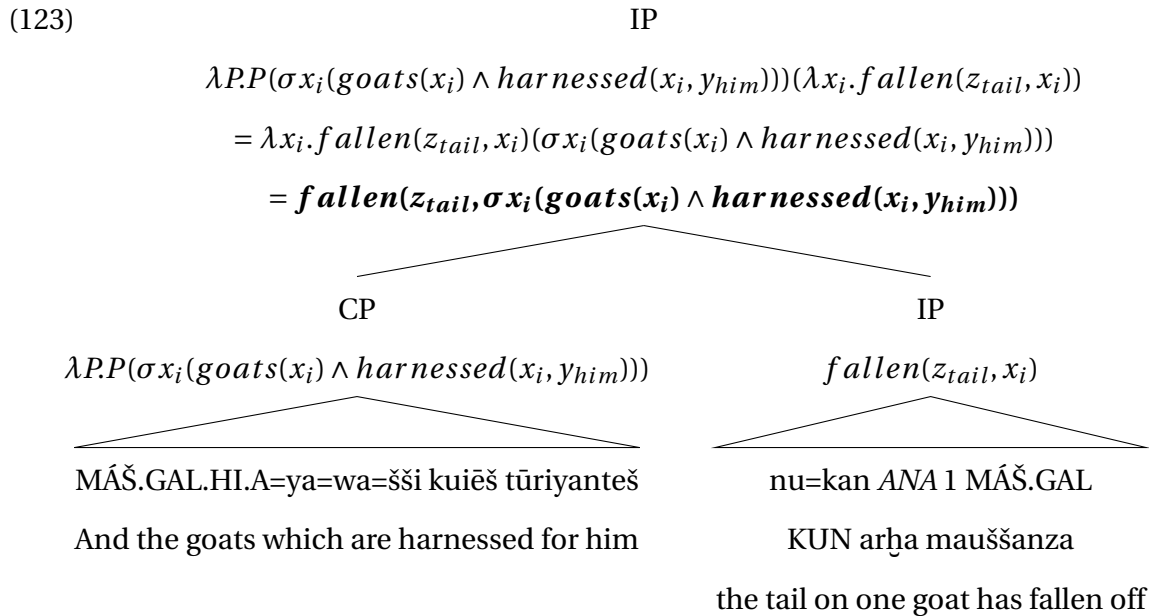 (123) IP
λP.P(σx_i(goats(x_i) ∧ harnessed(x_i, y_him)))(λx_i.fallen(z_tail, x_i))
= λx_i.fallen(z_tail, x_i)(σx_i(goats(x_i) ∧ harnessed(x_i, y_him)))
= fallen(z_tail, σx_i(goats(x_i) ∧ harnessed(x_i, y_him)))
CP IP
λP.P(σx_i(goats(x_i) ∧ harnessed(x_i, y_him))) fallen(z_tail, x_i)
MÁŠ.GAL.HI.A=ya=wa=šši kuiēš tūriyanteš nu=kan ANA 1 MÁŠ.GAL
And the goats which are harnessed for him KUN arḫa mauššanza
the tail on one goat has fallen off